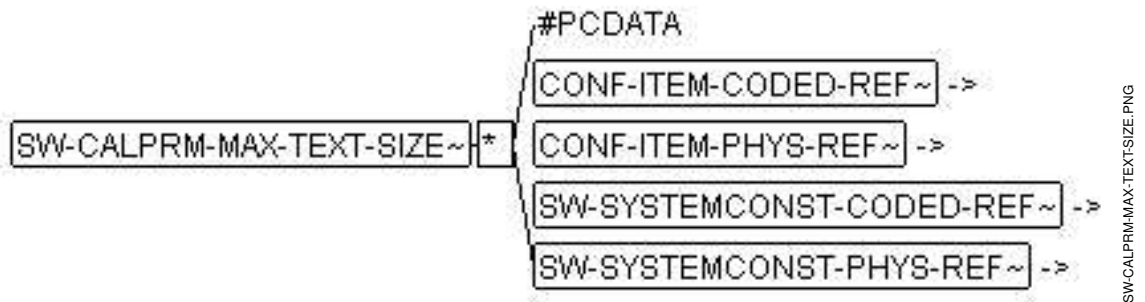 #PCDATA
CONF-ITEM-CODED-REF~ ->
SW-CALPRM-MAX-TEXT-SIZE~ * CONF-ITEM-PHYS-REF~ ->
SW-SYSTEMCONST-CODED-REF~ ->
SW-SYSTEMCONST-PHYS-REF~ ->
SW-CALPRM-MAX-TEXT-SIZE.PNG